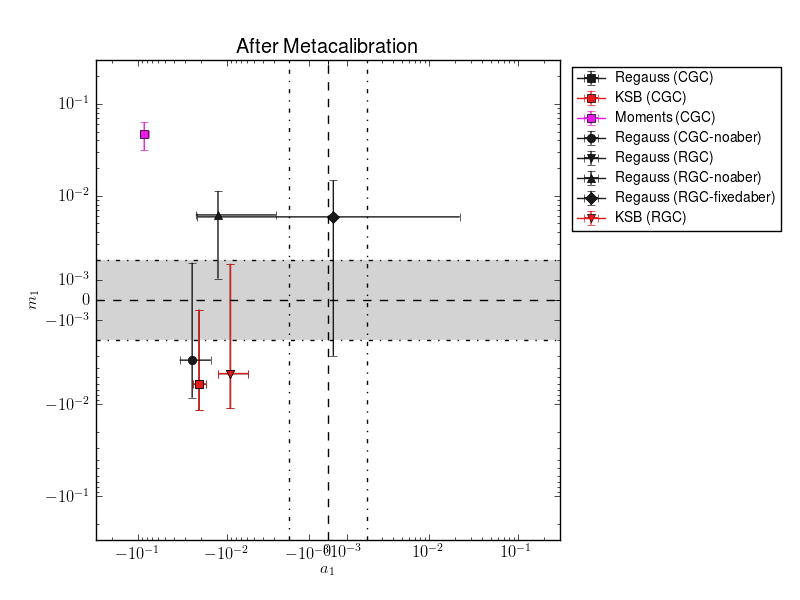 After Metacalibration
Regauss (CGC)
KSB (CGC)
Moments (CGC)
Regauss (CGC-noaber)
Regauss (RGC)
Regauss (RGC-noaber)
Regauss (RGC-fixedaber)
KSB (RGC)
10⁻¹
10⁻²
10⁻³
0
−10⁻³
−10⁻²
−10⁻¹
m₁
−10⁻¹ −10⁻² −10⁻³ 0 10⁻³ 10⁻² 10⁻¹
a₁